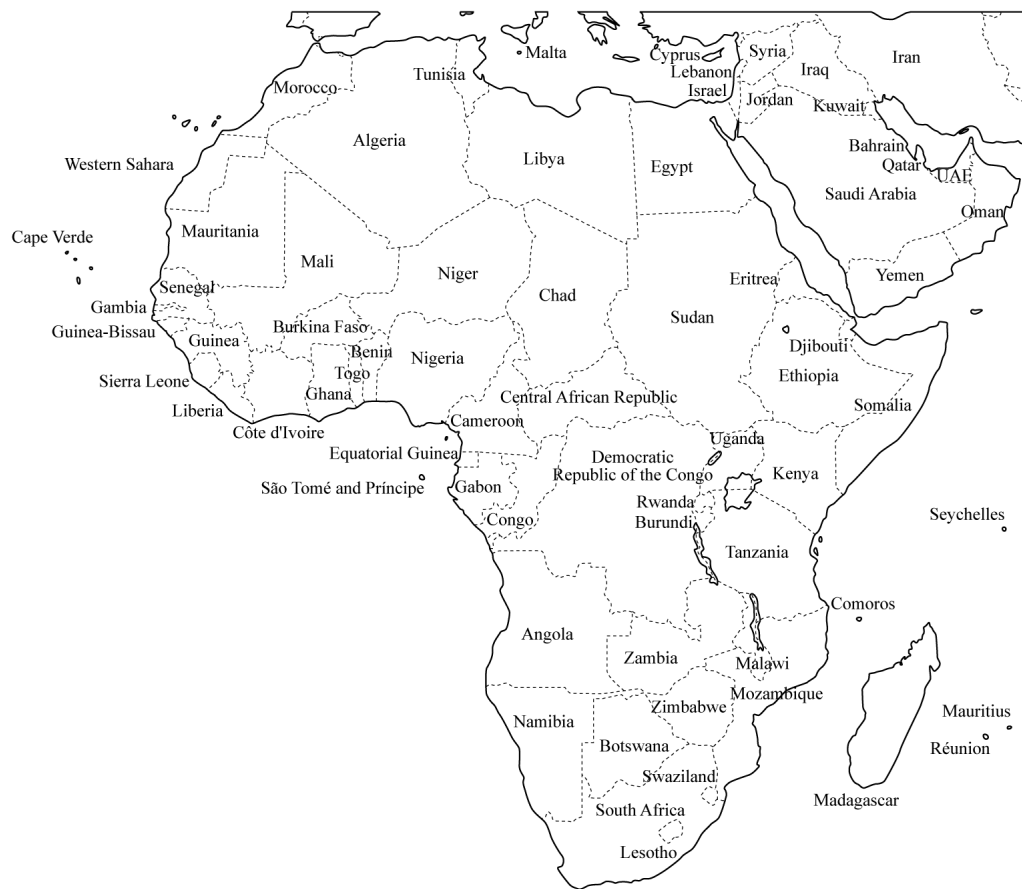 Malta
Cyprus
Syria
Iran
Lebanon
Iraq
Tunisia
Morocco
Israel
Jordan
Kuwait
Algeria
Bahrain
Libya
Egypt
Qatar
Western Sahara
UAE
Saudi Arabia
Oman
Mauritania
Cape Verde
Mali
Niger
Yemen
Eritrea
Senegal
Chad
Gambia
Sudan
Guinea-Bissau
Burkina Faso
Guinea
Djibouti
Benin
Nigeria
Togo
Ethiopia
Sierra Leone
Ghana
Central African Republic
Somalia
Liberia
Cameroon
Côte d'Ivoire
Uganda
Equatorial Guinea
Democratic
Republic of the Congo
Kenya
São Tomé and Príncipe
Gabon
Rwanda
Seychelles
Congo
Burundi
Tanzania
Comoros
Angola
Zambia
Malawi
Mozambique
Zimbabwe
Mauritius
Namibia
Botswana
Réunion
Swaziland
Madagascar
South Africa
Lesotho